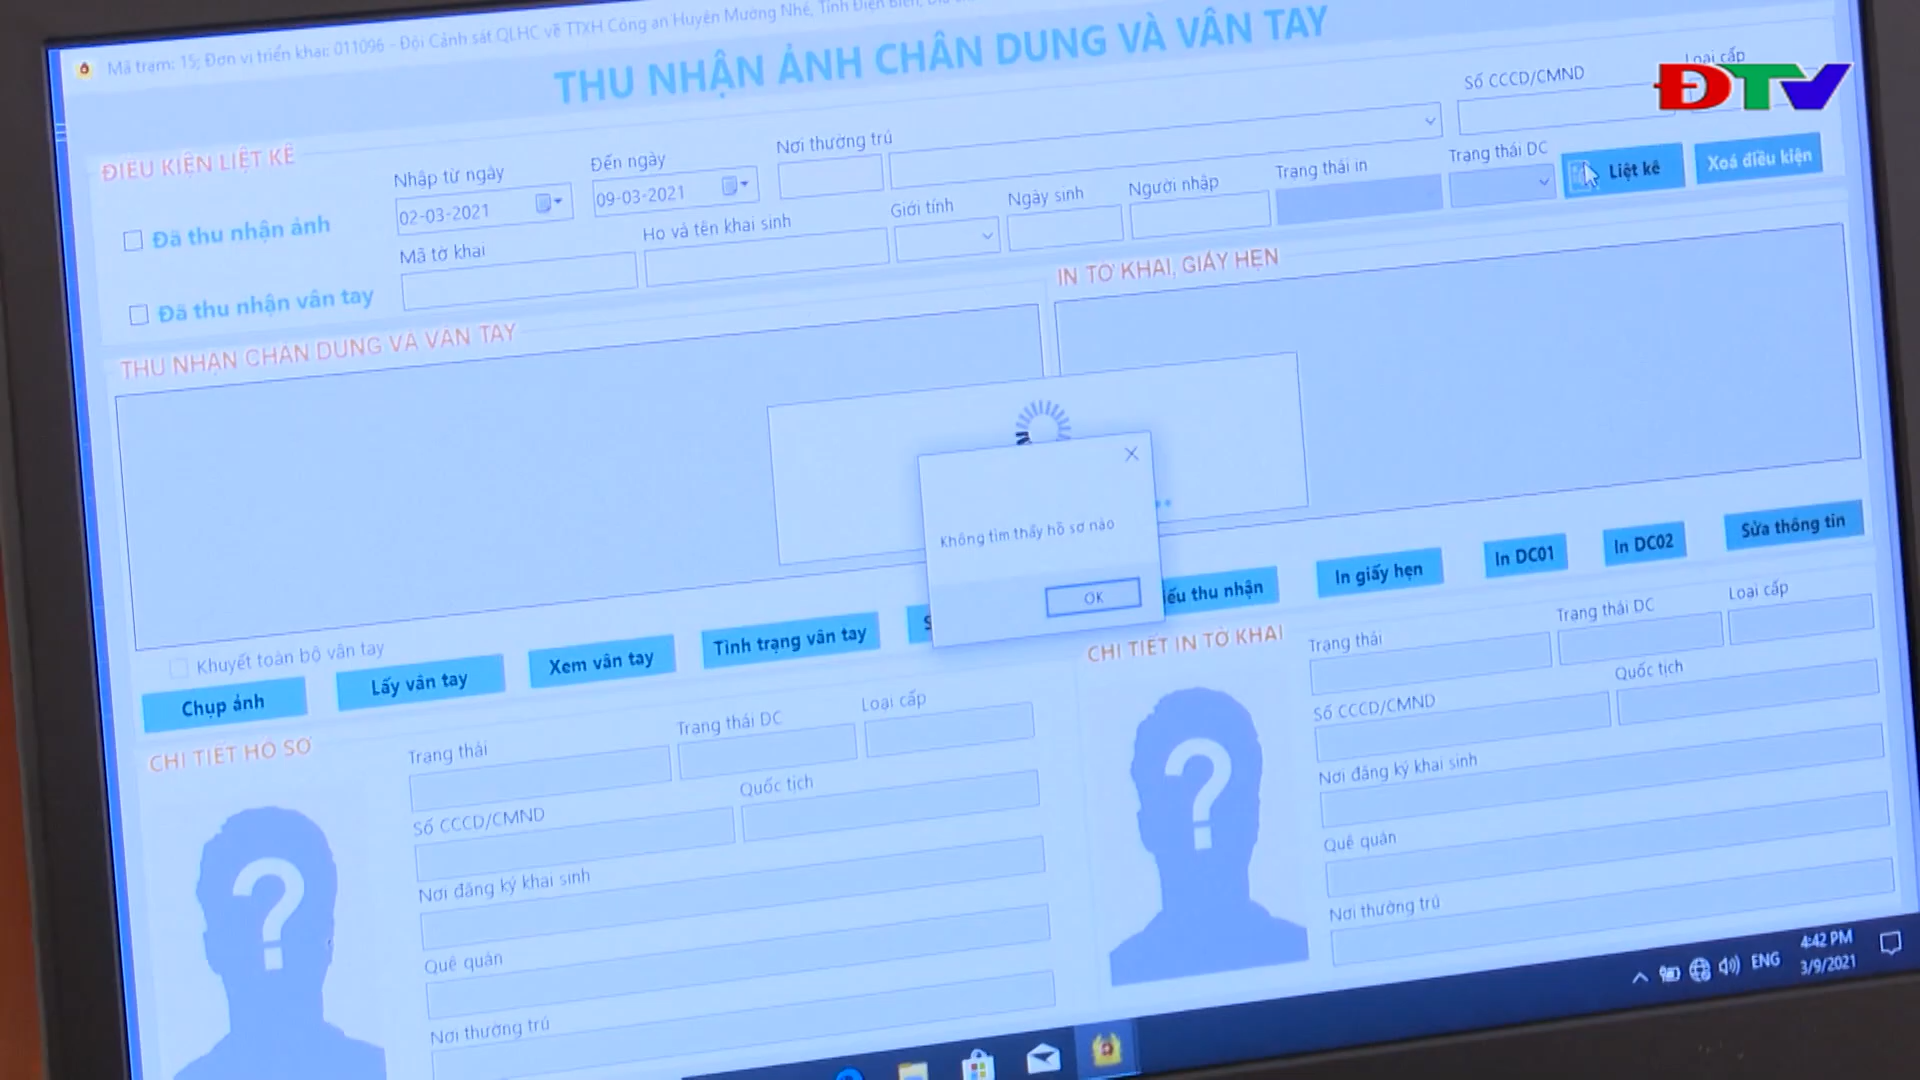 Mã trạm: 15; Đơn vị triển khai: 011096 - Đội Cảnh sát QLHC về TTXH Công an Huyện Mường Nhé, Tỉnh Điện Biên,
THU NHẬN ẢNH CHÂN DUNG VÀ VÂN TAY
ĐTV
ĐIỀU KIỆN LIỆT KÊ
Nhập từ ngày
Đến ngày
Nơi thường trú
Số CCCD/CMND
Loại cấp
02-03-2021
09-03-2021
Đã thu nhận ảnh
Mã tờ khai
Họ và tên khai sinh
Giới tính
Ngày sinh
Người nhập
Trạng thái in
Trạng thái DC
Liệt kê
Xoá điều kiện
Đã thu nhận vân tay
THU NHẬN CHÂN DUNG VÀ VÂN TAY
IN TỜ KHAI, GIẤY HẸN
Không tìm thấy hồ sơ nào
OK
Khuyết toàn bộ vân tay
Chụp ảnh
Lấy vân tay
Xem vân tay
Tình trạng vân tay
thu nhận
In giấy hẹn
In DC01
In DC02
Sửa thông tin
CHI TIẾT HỒ SƠ
Trạng thái
Trạng thái DC
Loại cấp
Số CCCD/CMND
Quốc tịch
Nơi đăng ký khai sinh
Quê quán
Nơi thường trú
CHI TIẾT IN TỜ KHAI
Trạng thái
Trạng thái DC
Loại cấp
Số CCCD/CMND
Quốc tịch
Nơi đăng ký khai sinh
Quê quán
Nơi thường trú
ENG
4:42 PM
3/9/2021